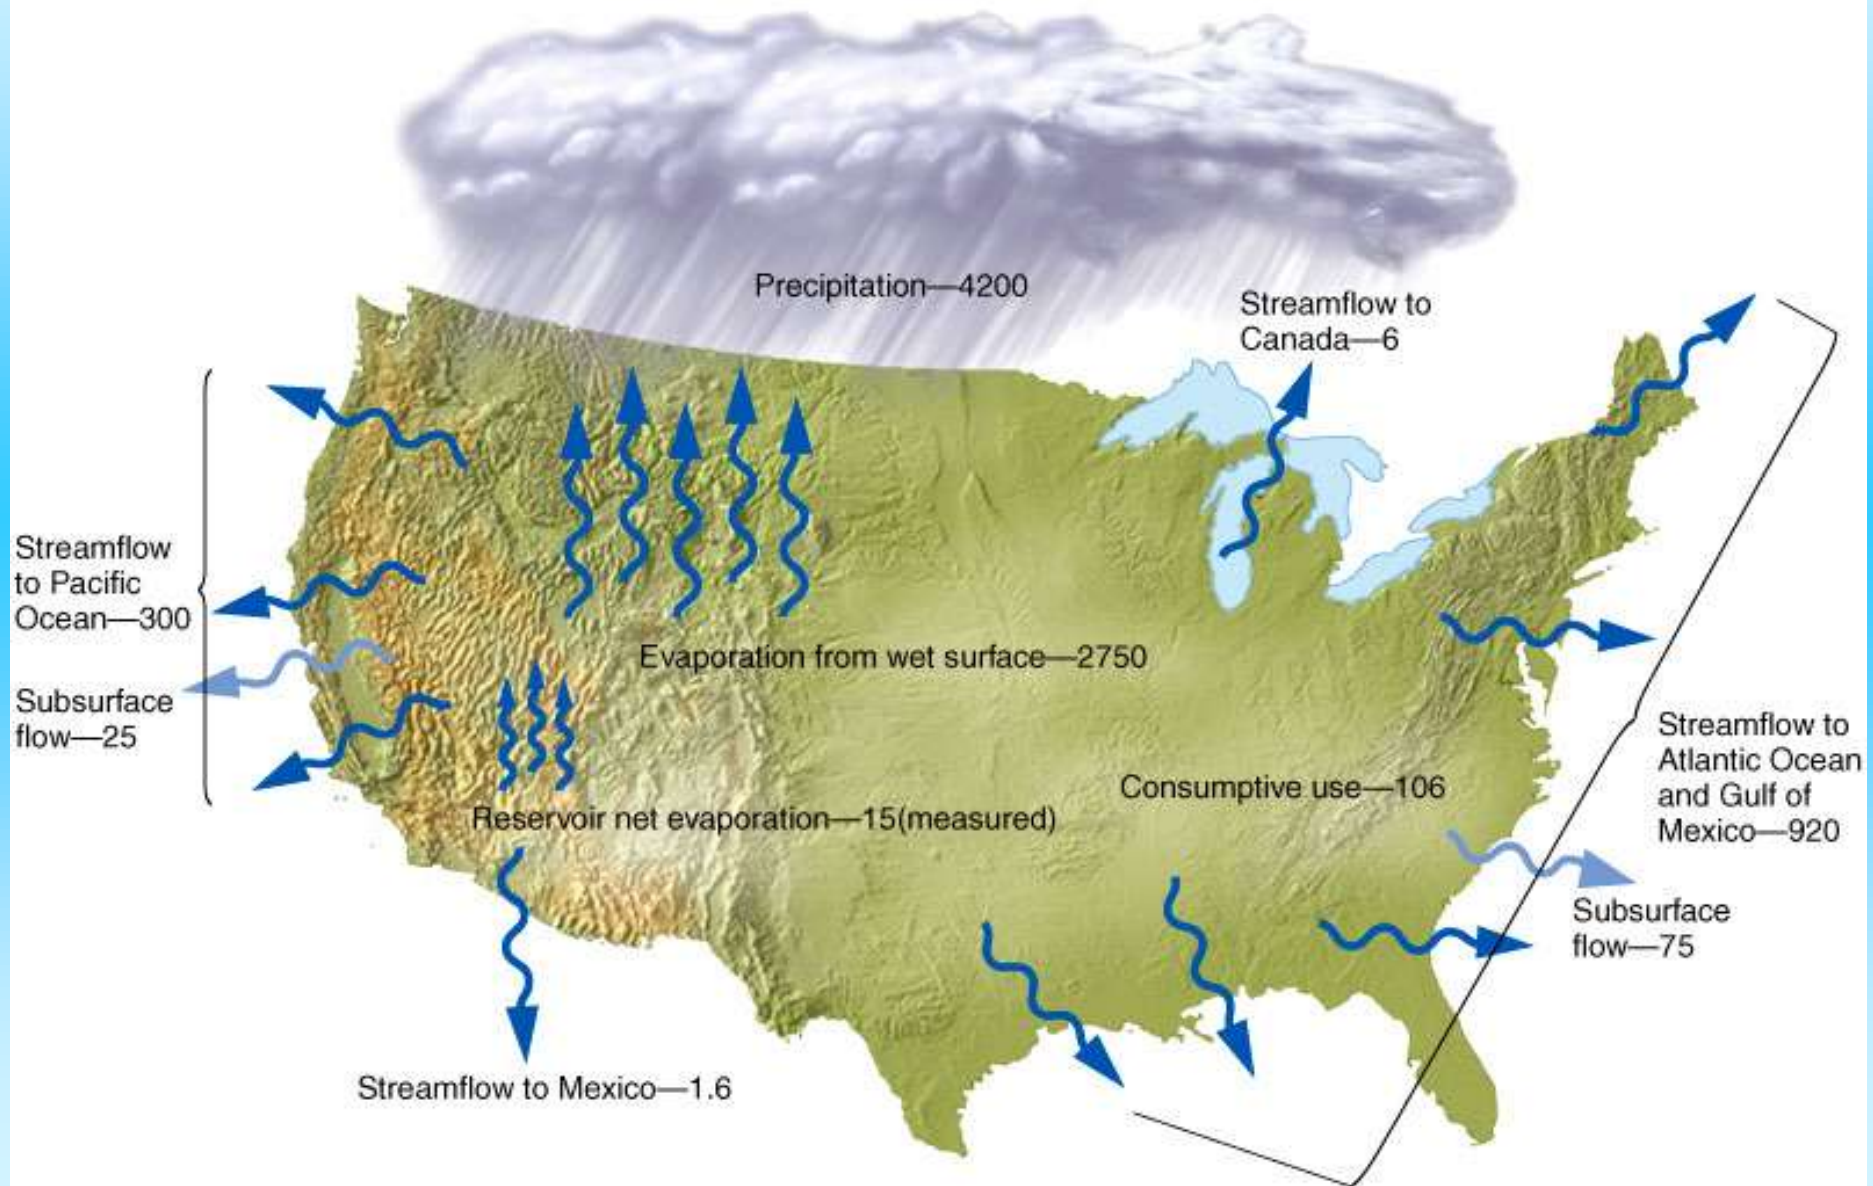 Precipitation—4200
Streamflow to
Canada—6
Streamflow
to Pacific
Ocean—300
Subsurface
flow—25
Evaporation from wet surface—2750
Reservoir net evaporation—15(measured)
Consumptive use—106
Streamflow to
Atlantic Ocean
and Gulf of
Mexico—920
Subsurface
flow—75
Streamflow to Mexico—1.6